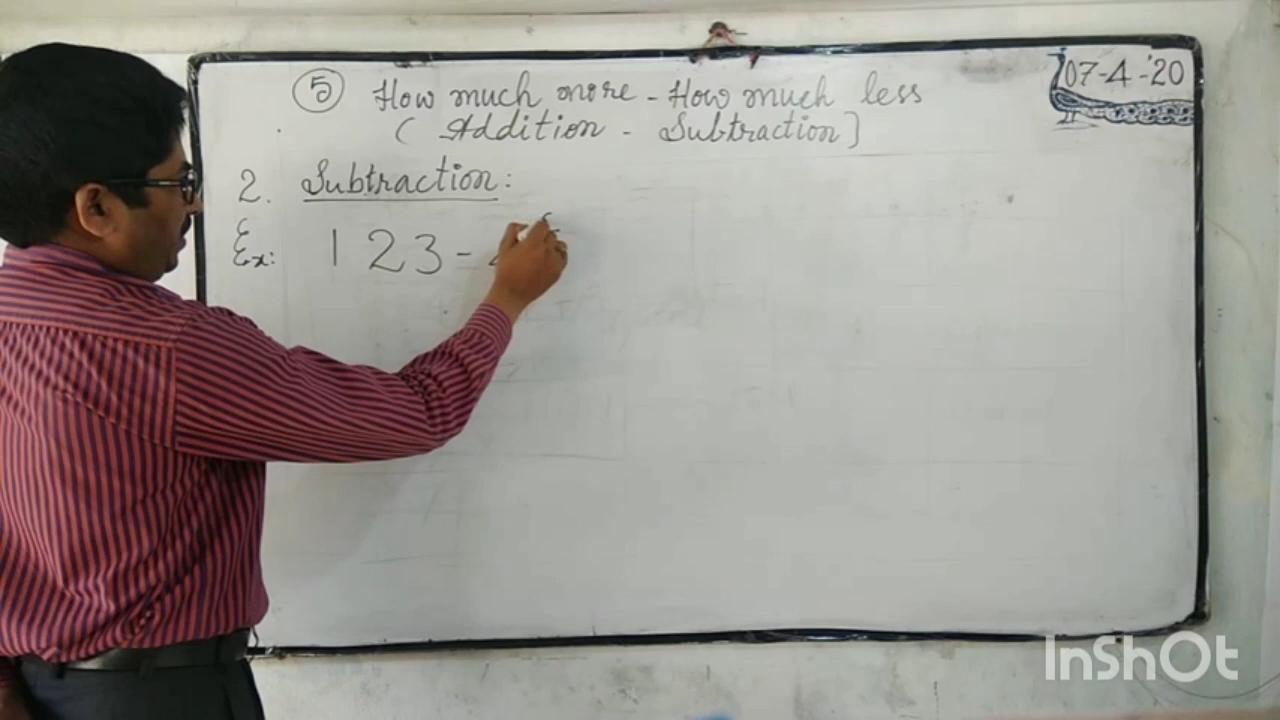 07-4-'20
⑤ How much more - How much less
( Addition - Subtraction ]
2. Subtraction:
Ex: 123 -
InShOt